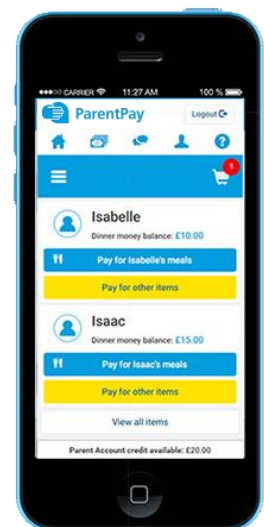 CARRIER 11:27 AM 100 %
ParentPay Logout
1
Isabelle
Dinner money balance: £10.00
Pay for Isabelle's meals
Pay for other items
Isaac
Dinner money balance: £15.00
Pay for Isaac's meals
Pay for other items
View all items
Parent Account credit available: £20.00